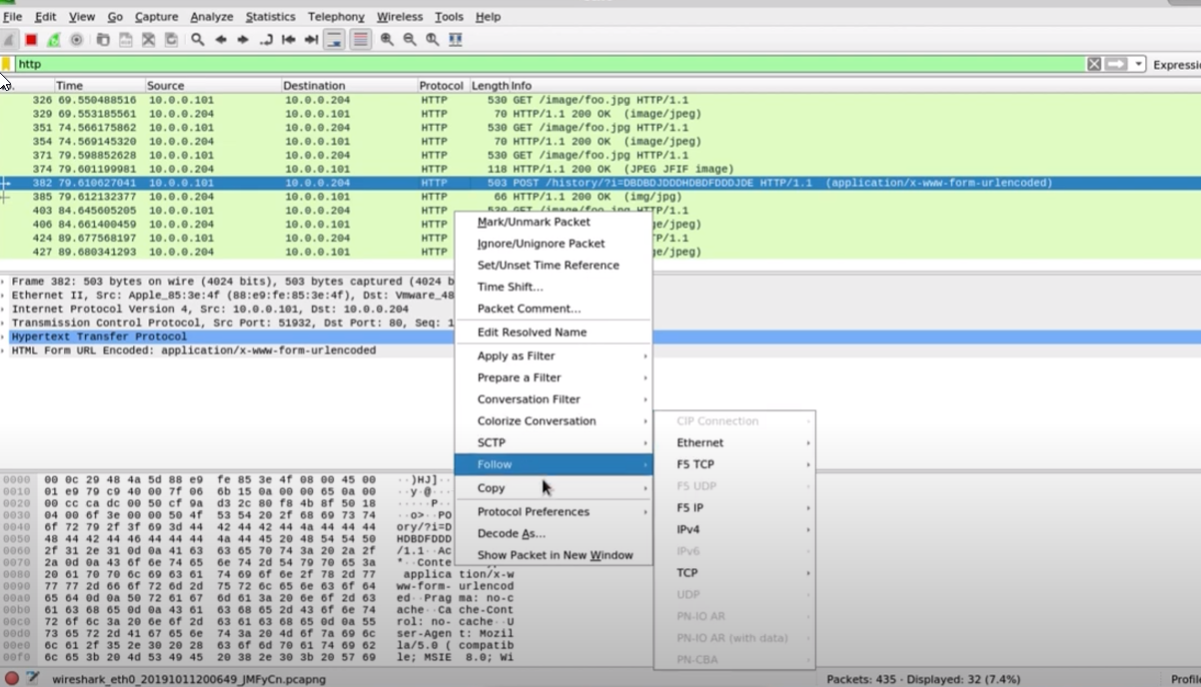 File Edit View Go Capture Analyze Statistics Telephony Wireless Tools Help
http
Expressi
Time Source Destination Protocol Length Info
326 69.550488516 10.0.0.101 10.0.0.204 HTTP 530 GET /image/foo.jpg HTTP/1.1
329 69.553185561 10.0.0.204 10.0.0.101 HTTP 70 HTTP/1.1 200 OK (image/jpeg)
351 74.566175862 10.0.0.101 10.0.0.204 HTTP 530 GET /image/foo.jpg HTTP/1.1
354 74.569145320 10.0.0.204 10.0.0.101 HTTP 70 HTTP/1.1 200 OK (image/jpeg)
371 79.598852628 10.0.0.101 10.0.0.204 HTTP 530 GET /image/foo.jpg HTTP/1.1
374 79.601199981 10.0.0.204 10.0.0.101 HTTP 118 HTTP/1.1 200 OK (JPEG JFIF image)
382 79.610627041 10.0.0.101 10.0.0.204 HTTP 503 POST /history/?i=DBDBDJDDDHDBDFDDDJDE HTTP/1.1 (application/x-www-form-urlencoded)
385 79.612132377 10.0.0.204 10.0.0.101 HTTP 66 HTTP/1.1 200 OK (img/jpg)
403 84.645605205 10.0.0.101 10.0.0.204 HTTP 530 GET /image/foo.jpg HTTP/1.1
406 84.661400459 10.0.0.204 10.0.0.101 HTTP ge/jpeg)
424 89.677568197 10.0.0.101 10.0.0.204 HTTP TP/1.1
427 89.680341293 10.0.0.204 10.0.0.101 HTTP ge/jpeg)
Frame 382: 503 bytes on wire (4024 bits), 503 bytes captured (4024 b
Ethernet II, Src: Apple_85:3e:4f (88:e9:fe:85:3e:4f), Dst: Vmware_48
Internet Protocol Version 4, Src: 10.0.0.101, Dst: 10.0.0.204
Transmission Control Protocol, Src Port: 51932, Dst Port: 80, Seq: 1
Hypertext Transfer Protocol
HTML Form URL Encoded: application/x-www-form-urlencoded
Mark/Unmark Packet
Ignore/Unignore Packet
Set/Unset Time Reference
Time Shift...
Packet Comment...
Edit Resolved Name
Apply as Filter
Prepare a Filter
Conversation Filter
Colorize Conversation
SCTP
Follow
Copy
Protocol Preferences
Decode As...
Show Packet in New Window
CIP Connection
Ethernet
F5 TCP
F5 UDP
F5 IP
IPv4
IPv6
TCP
UDP
PN-IO AR
PN-IO AR (with data)
PN-CBA
0000 00 0c 29 48 4a 5d 88 e9 fe 85 3e 4f 08 00 45 00 ··)HJ]·· ··>O··E·
0010 01 e9 79 c9 40 00 7f 06 6b 15 0a 00 00 65 0a 00 ··y·@·
0020 00 cc ca dc 00 50 cf 9a d3 2c 80 f4 4b 8f 50 18 ·····P··
0030 04 00 6f 3e 00 00 50 4f 53 54 20 2f 68 69 73 74 ··o>··PO
0040 6f 72 79 2f 3f 69 3d 44 42 44 42 44 4a 44 44 44 ory/?i=D
0050 48 44 42 44 46 44 44 44 4a 44 45 20 48 54 54 50 HDBDFDDD
0060 2f 31 2e 31 0d 0a 41 63 63 65 70 74 3a 20 2a 2f /1.1··Ac
0070 2a 0d 0a 43 6f 6e 74 65 6e 74 2d 54 79 70 65 3a *··Conte
0080 20 61 70 70 6c 69 63 61 74 69 6f 6e 2f 78 2d 77 applica tion/x-w
0090 77 77 2d 66 6f 72 6d 2d 75 72 6c 65 6e 63 6f 64 ww-form- urlencod
00a0 65 64 0d 0a 50 72 61 67 6d 61 3a 20 6e 6f 2d 63 ed··Prag ma: no-c
00b0 61 63 68 65 0d 0a 43 61 63 68 65 2d 43 6f 6e 74 ache··Ca che-Cont
00c0 72 6f 6c 3a 20 6e 6f 2d 63 61 63 68 65 0d 0a 55 rol: no- cache··U
00d0 73 65 72 2d 41 67 65 6e 74 3a 20 4d 6f 7a 69 6c ser-Agen t: Mozil
00e0 6c 61 2f 35 2e 30 20 28 63 6f 6d 70 61 74 69 62 la/5.0 ( compatib
00f0 6c 65 3b 20 4d 53 49 45 20 38 2e 30 3b 20 57 69 le; MSIE 8.0; Wi
wireshark_eth0_20191011200649_JMFyCn.pcapng Packets: 435 · Displayed: 32 (7.4%) Profil